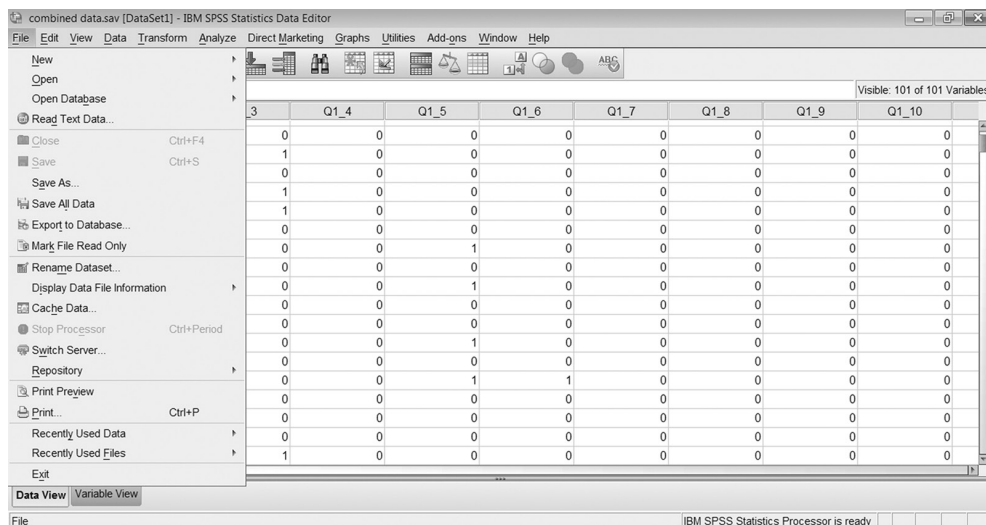 combined data.sav [DataSet1] - IBM SPSS Statistics Data Editor
File Edit View Data Transform Analyze Direct Marketing Graphs Utilities Add-ons Window Help
New
Open
Open Database
Read Text Data...
Close Ctrl+F4
Save Ctrl+S
Save As...
Save All Data
Export to Database...
Mark File Read Only
Rename Dataset...
Display Data File Information
Cache Data...
Stop Processor Ctrl+Period
Switch Server...
Repository
Print Preview
Print... Ctrl+P
Recently Used Data
Recently Used Files
Exit
A
1
ABC
Visible: 101 of 101 Variables
_3 Q1_4 Q1_5 Q1_6 Q1_7 Q1_8 Q1_9 Q1_10
0 0 0 0 0 0 0 0
1 0 0 0 0 0 0 0
0 0 0 0 0 0 0 0
1 0 0 0 0 0 0 0
1 0 0 0 0 0 0 0
0 0 0 0 0 0 0 0
0 0 1 0 0 0 0 0
0 0 0 0 0 0 0 0
0 0 1 0 0 0 0 0
0 0 0 0 0 0 0 0
0 0 0 0 0 0 0 0
0 0 1 0 0 0 0 0
0 0 0 0 0 0 0 0
0 0 1 1 0 0 0 0
0 0 0 0 0 0 0 0
0 0 0 0 0 0 0 0
0 0 0 0 0 0 0 0
1 0 0 0 0 0 0 0
Data View Variable View
File IBM SPSS Statistics Processor is ready